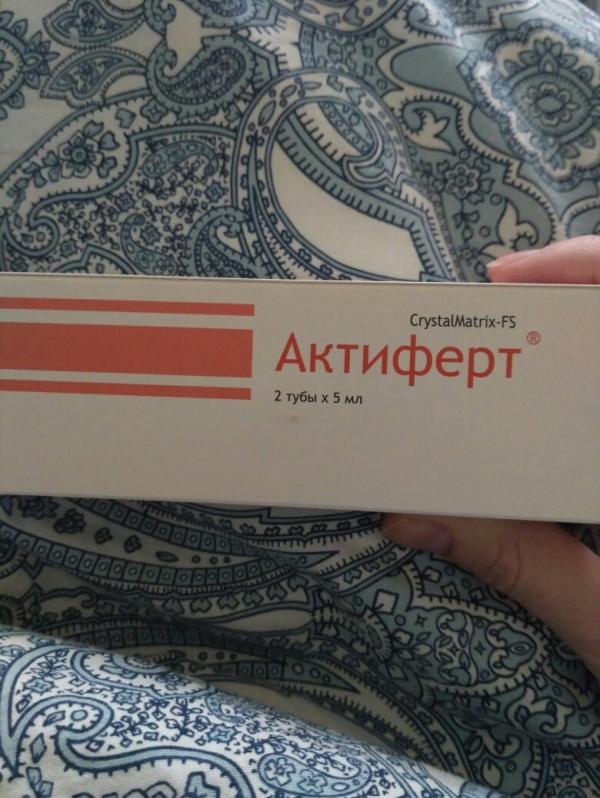 CrystalMatrix-FS
Актиферт®
2 тубы x 5 мл